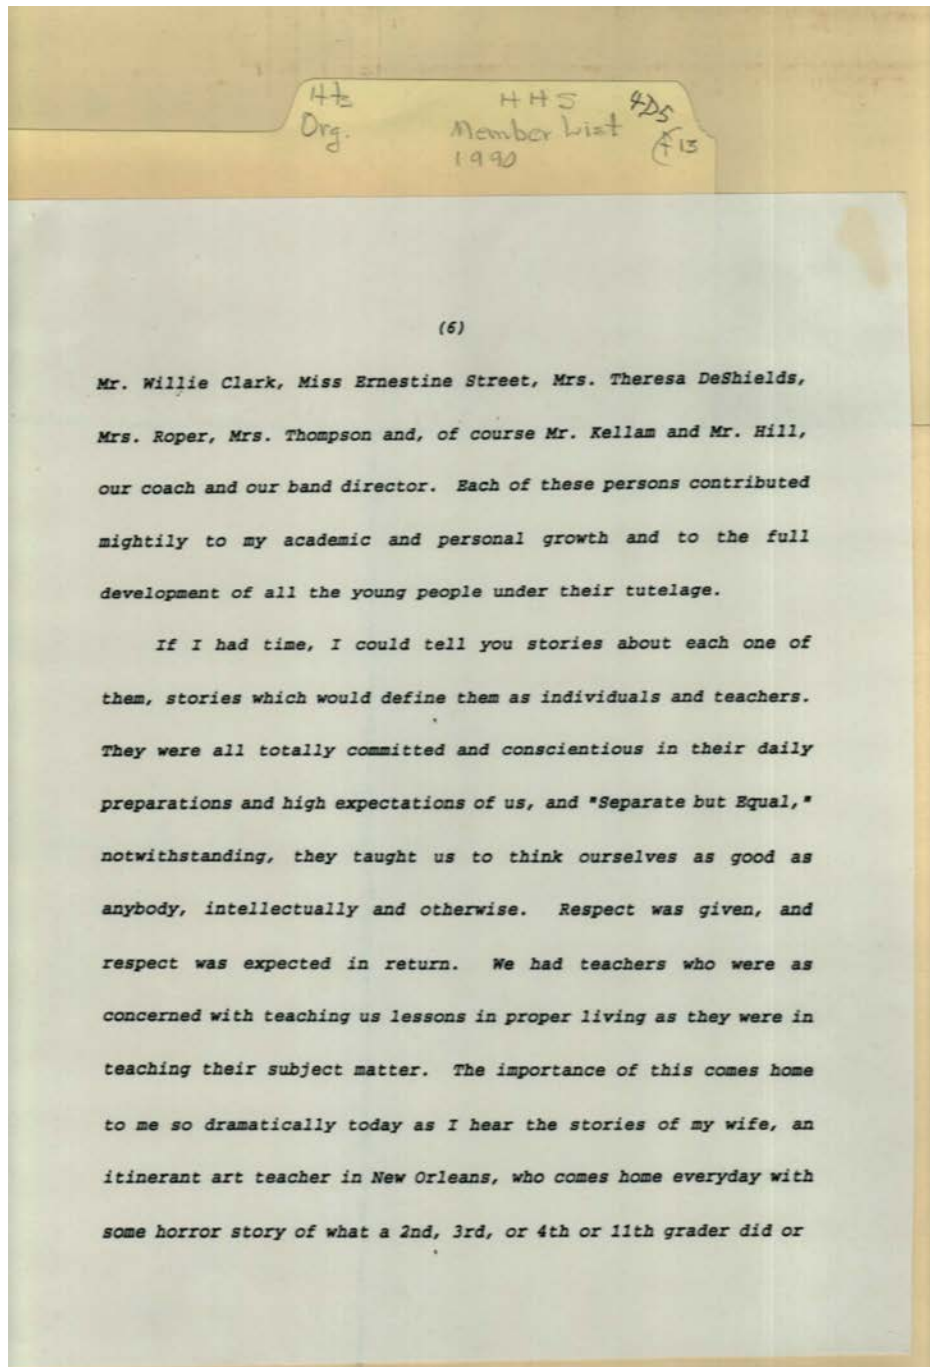 Hts HHS 4D5
Org. Member List
1990 13
(6)
Mr. Willie Clark, Miss Ernestine Street, Mrs. Theresa DeShields,
Mrs. Roper, Mrs. Thompson and, of course Mr. Kellam and Mr. Hill,
our coach and our band director. Each of these persons contributed
mightily to my academic and personal growth and to the full
development of all the young people under their tutelage.
If I had time, I could tell you stories about each one of
them, stories which would define them as individuals and teachers.
They were all totally committed and conscientious in their daily
preparations and high expectations of us, and "Separate but Equal,"
notwithstanding, they taught us to think ourselves as good as
anybody, intellectually and otherwise. Respect was given, and
respect was expected in return. We had teachers who were as
concerned with teaching us lessons in proper living as they were in
teaching their subject matter. The importance of this comes home
to me so dramatically today as I hear the stories of my wife, an
itinerant art teacher in New Orleans, who comes home everyday with
some horror story of what a 2nd, 3rd, or 4th or 11th grader did or